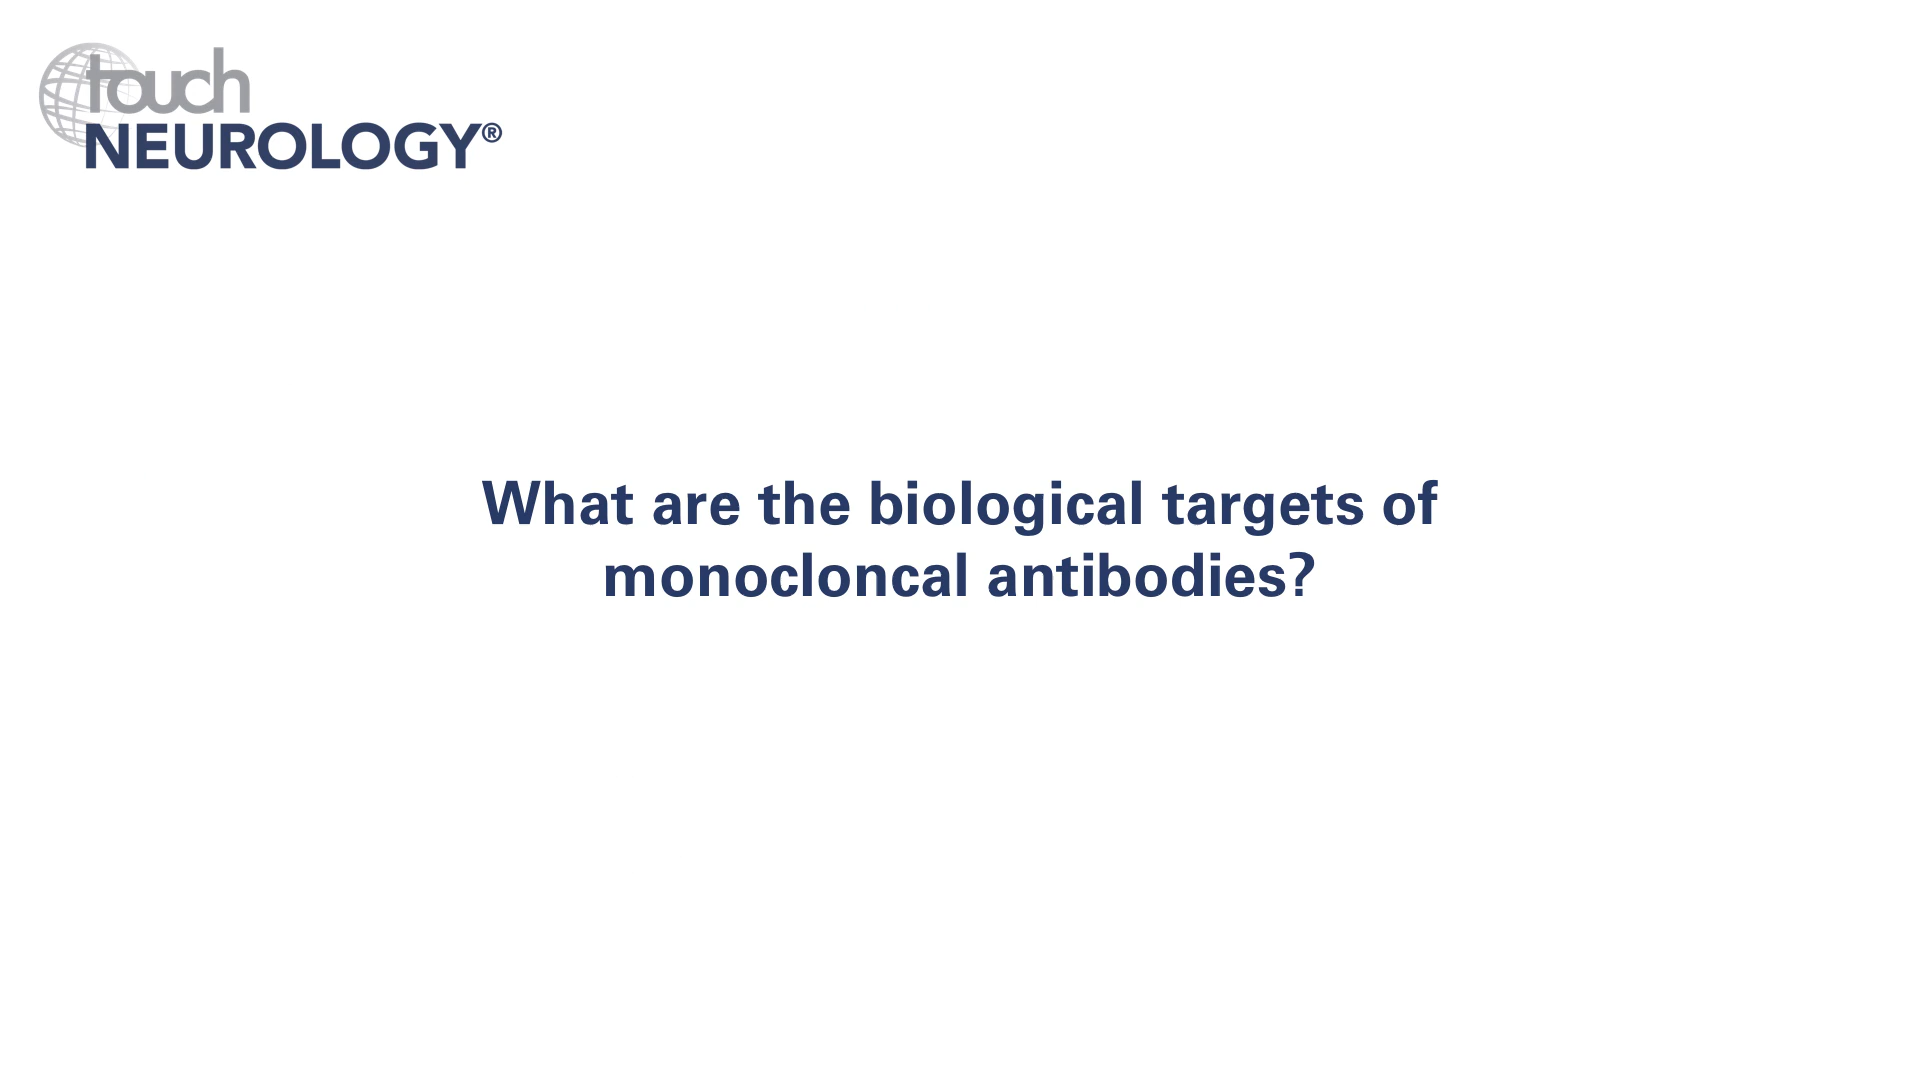 touch
NEUROLOGY®
What are the biological targets of
monocloncal antibodies?